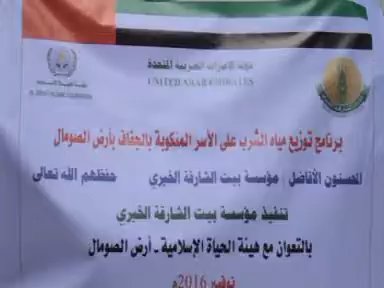 دولة الامارات العربية المتحدة
UNITED ARAB EMIRATES
برنامج توزيع مياه الشرب على الأسر المنكوبة بالجفاف بأرض الصومال
المحسنون الأفاضل / مؤسسة بيت الشارقة الخيري حفظهم الله تعالى
تنفيذ مؤسسة بيت الشارقة الخيري
بالتعاون مع هيئة الحياة الإسلامية - أرض الصومال
نوفمبر 2016م